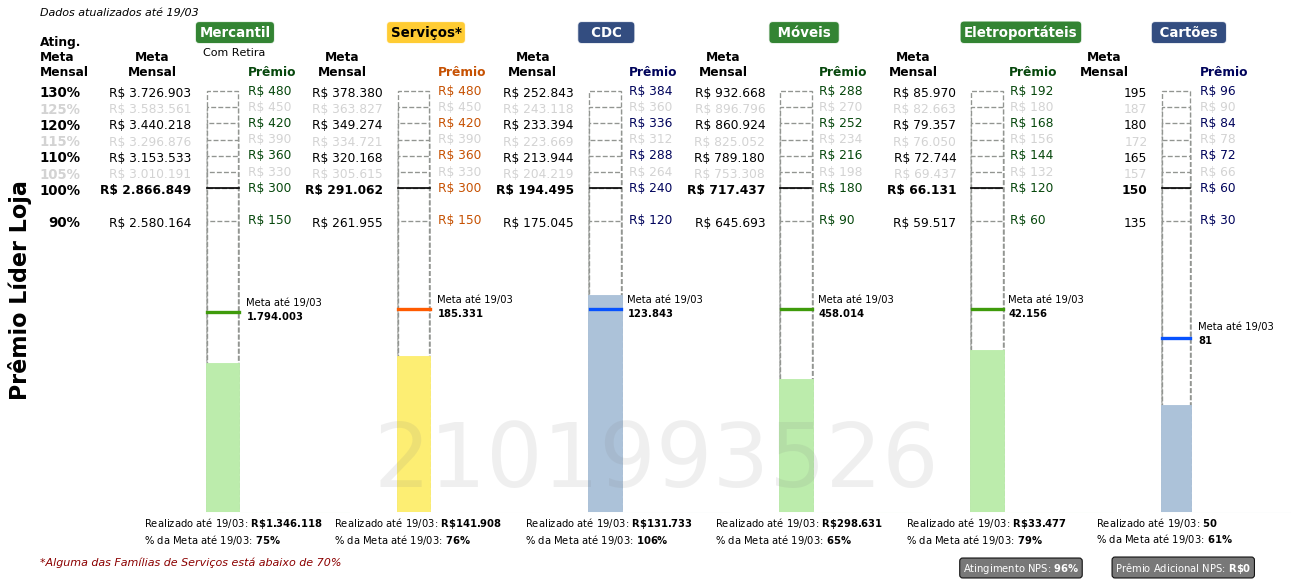 Dados atualizados até 19/03
Mercantil Serviços* CDC Móveis Eletroportáteis Cartões
Com Retira
Ating. Meta Mensal
Meta Mensal Prêmio Meta Mensal Prêmio Meta Mensal Prêmio Meta Mensal Prêmio Meta Mensal Prêmio Meta Mensal Prêmio
130% R$ 3.726.903 R$ 480 R$ 378.380 R$ 480 R$ 252.843 R$ 384 R$ 932.668 R$ 288 R$ 85.970 R$ 192 195 R$ 96
125% R$ 3.583.561 R$ 450 R$ 363.827 R$ 450 R$ 243.118 R$ 360 R$ 896.796 R$ 270 R$ 82.663 R$ 180 187 R$ 90
120% R$ 3.440.218 R$ 420 R$ 349.274 R$ 420 R$ 233.394 R$ 336 R$ 860.924 R$ 252 R$ 79.357 R$ 168 180 R$ 84
115% R$ 3.296.876 R$ 390 R$ 334.721 R$ 390 R$ 223.669 R$ 312 R$ 825.052 R$ 234 R$ 76.050 R$ 156 172 R$ 78
110% R$ 3.153.533 R$ 360 R$ 320.168 R$ 360 R$ 213.944 R$ 288 R$ 789.180 R$ 216 R$ 72.744 R$ 144 165 R$ 72
105% R$ 3.010.191 R$ 330 R$ 305.615 R$ 330 R$ 204.219 R$ 264 R$ 753.308 R$ 198 R$ 69.437 R$ 132 157 R$ 66
100% R$ 2.866.849 R$ 300 R$ 291.062 R$ 300 R$ 194.495 R$ 240 R$ 717.437 R$ 180 R$ 66.131 R$ 120 150 R$ 60
90% R$ 2.580.164 R$ 150 R$ 261.955 R$ 150 R$ 175.045 R$ 120 R$ 645.693 R$ 90 R$ 59.517 R$ 60 135 R$ 30
Prêmio Líder Loja
Meta até 19/03 Meta até 19/03 Meta até 19/03 Meta até 19/03 Meta até 19/03 Meta até 19/03
1.794.003 185.331 123.843 458.014 42.156 81
2101993526
Realizado até 19/03: R$1.346.118 Realizado até 19/03: R$141.908 Realizado até 19/03: R$131.733 Realizado até 19/03: R$298.631 Realizado até 19/03: R$33.477 Realizado até 19/03: 50
% da Meta até 19/03: 75% % da Meta até 19/03: 76% % da Meta até 19/03: 106% % da Meta até 19/03: 65% % da Meta até 19/03: 79% % da Meta até 19/03: 61%
*Alguma das Famílias de Serviços está abaixo de 70%
Atingimento NPS: 96% Prêmio Adicional NPS: R$0